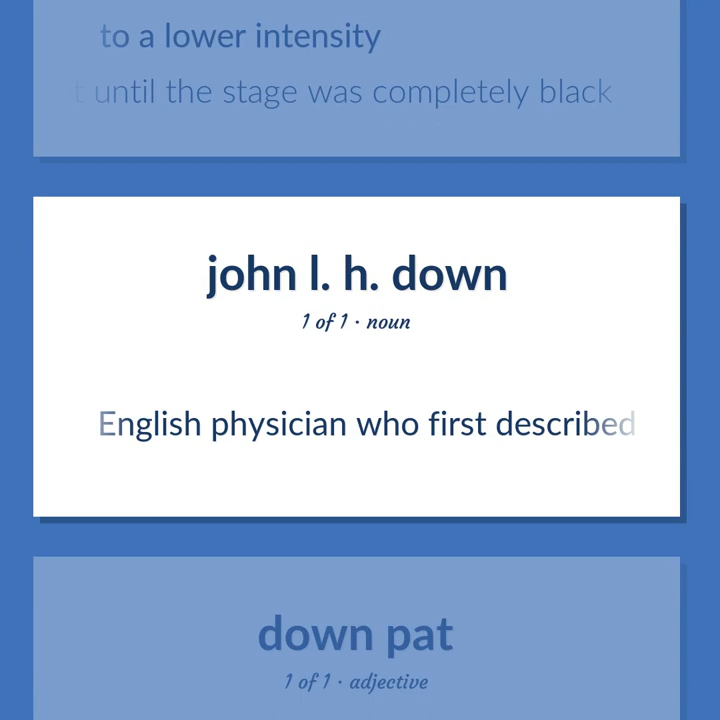 to a lower intensity
t until the stage was completely black
john l. h. down
1 of 1 · noun
English physician who first described
down pat
1 of 1 · adjective